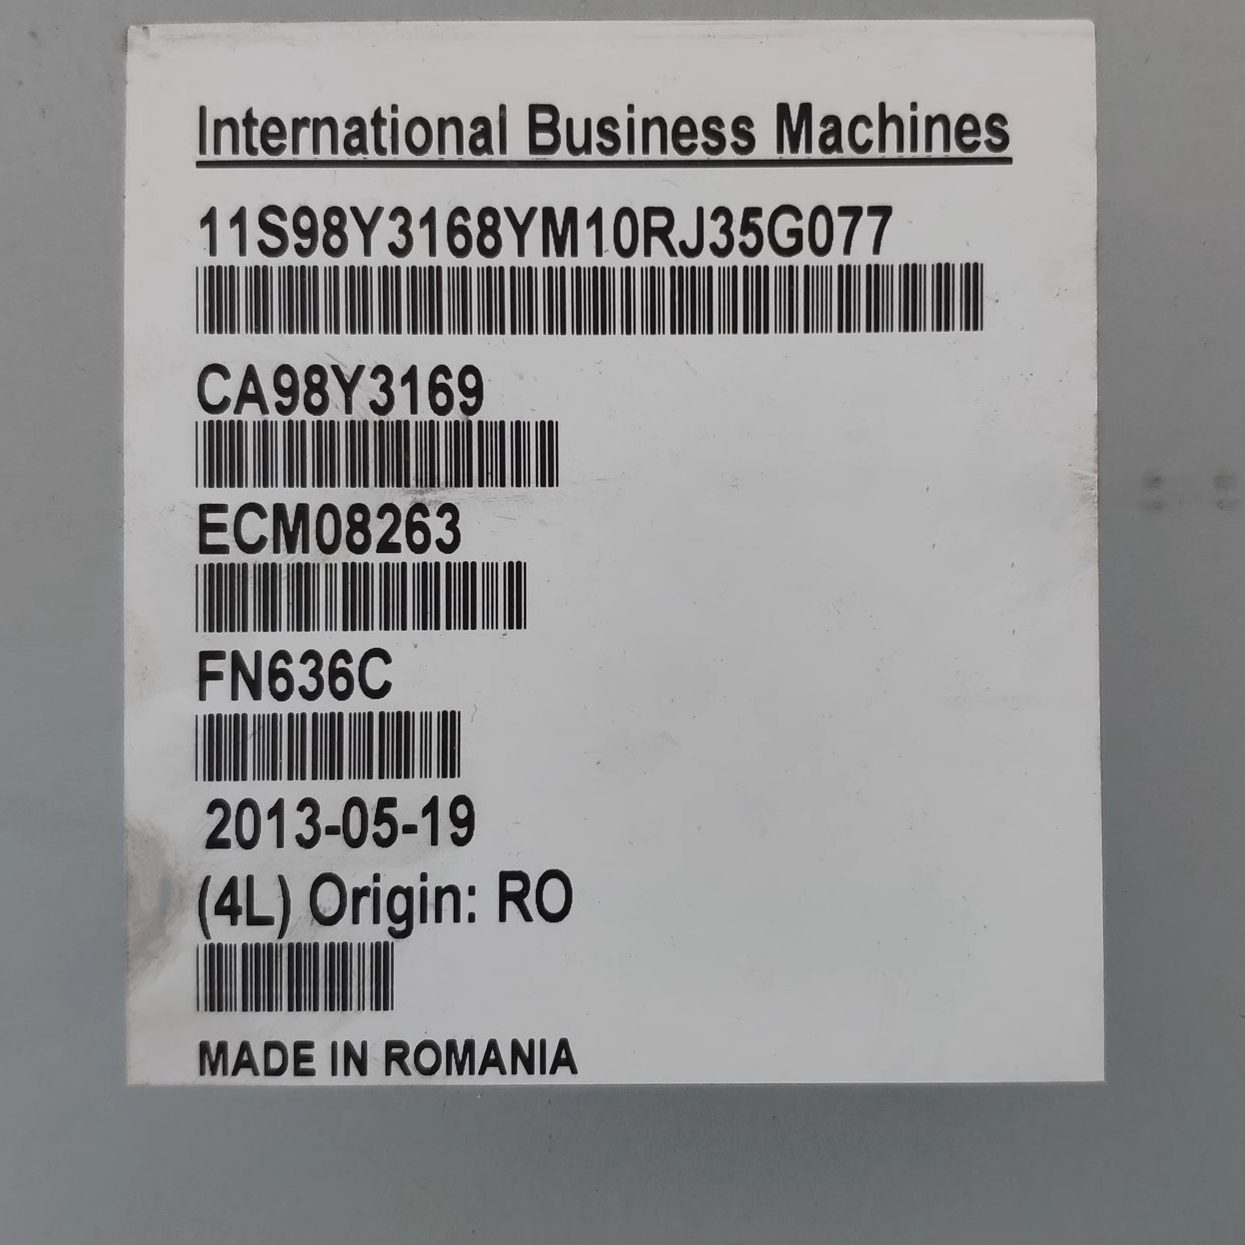 International Business Machines
11S98Y3168YM10RJ35G077
CA98Y3169
ECM08263
FN636C
2013-05-19
(4L) Origin: RO
MADE IN ROMANIA